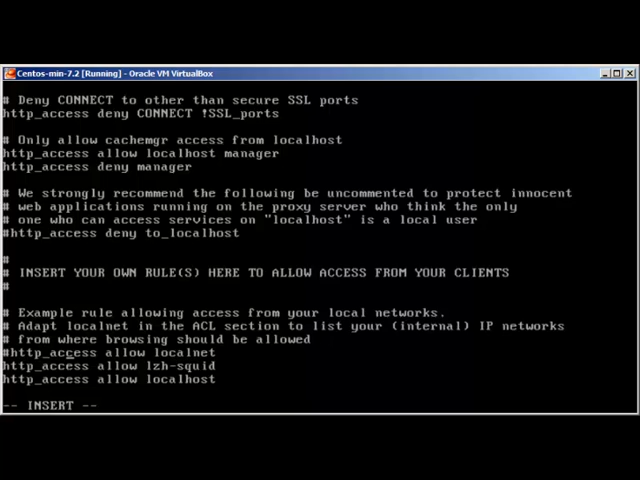 Centos-min-7.2 [Running] - Oracle VM VirtualBox
# Deny CONNECT to other than secure SSL ports
http_access deny CONNECT !SSL_ports
# Only allow cachemgr access from localhost
http_access allow localhost manager
http_access deny manager
# We strongly recommend the following be uncommented to protect innocent
# web applications running on the proxy server who think the only
# one who can access services on "localhost" is a local user
#http_access deny to_localhost
#
# INSERT YOUR OWN RULE(S) HERE TO ALLOW ACCESS FROM YOUR CLIENTS
#
# Example rule allowing access from your local networks.
# Adapt localnet in the ACL section to list your (internal) IP networks
# from where browsing should be allowed
#http_access allow localnet
http_access allow lzh-squid
http_access allow localhost
-- INSERT --